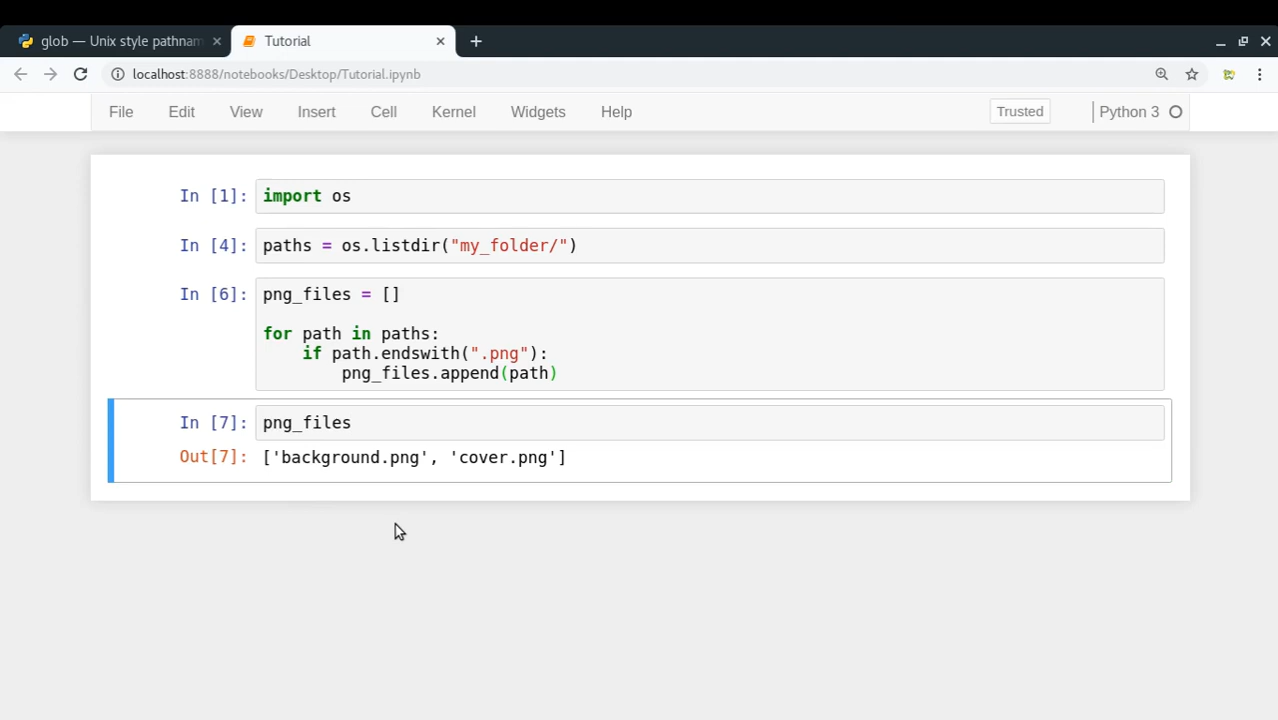 glob — Unix style pathnam
Tutorial
localhost:8888/notebooks/Desktop/Tutorial.ipynb
File Edit View Insert Cell Kernel Widgets Help Trusted Python 3
In [1]: import os
In [4]: paths = os.listdir("my_folder/")
In [6]: png_files = []
for path in paths:
    if path.endswith(".png"):
        png_files.append(path)
In [7]: png_files
Out[7]: ['background.png', 'cover.png']